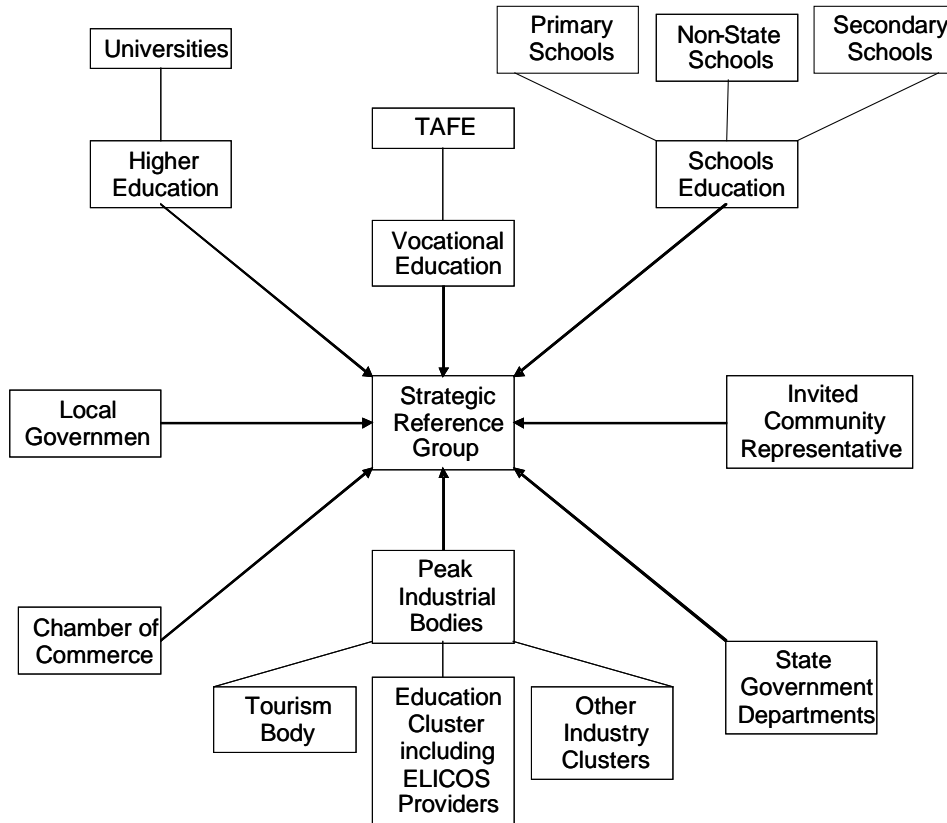 Universities
Primary
Schools
Non-State
Schools
Secondary
Schools
TAFE
Higher
Education
Schools
Education
Vocational
Education
Strategic
Reference
Group
Local
Governmen
Invited
Community
Representative
Peak
Industrial
Bodies
Chamber of
Commerce
State
Government
Departments
Tourism
Body
Education
Cluster
including
ELICOS
Providers
Other
Industry
Clusters